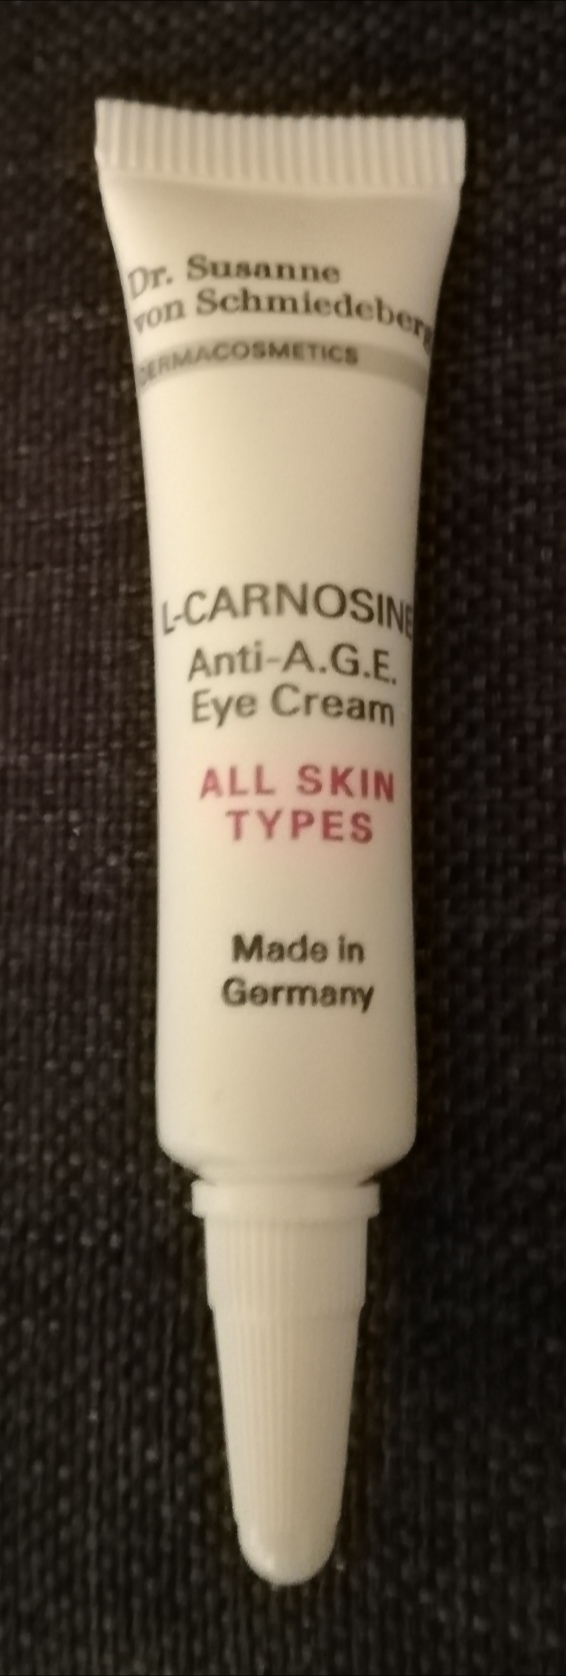 Dr. Susanne
von Schmiedeberg
DERMACOSMETICS
L-CARNOSINE
Anti-A.G.E.
Eye Cream
ALL SKIN
TYPES
Made in
Germany